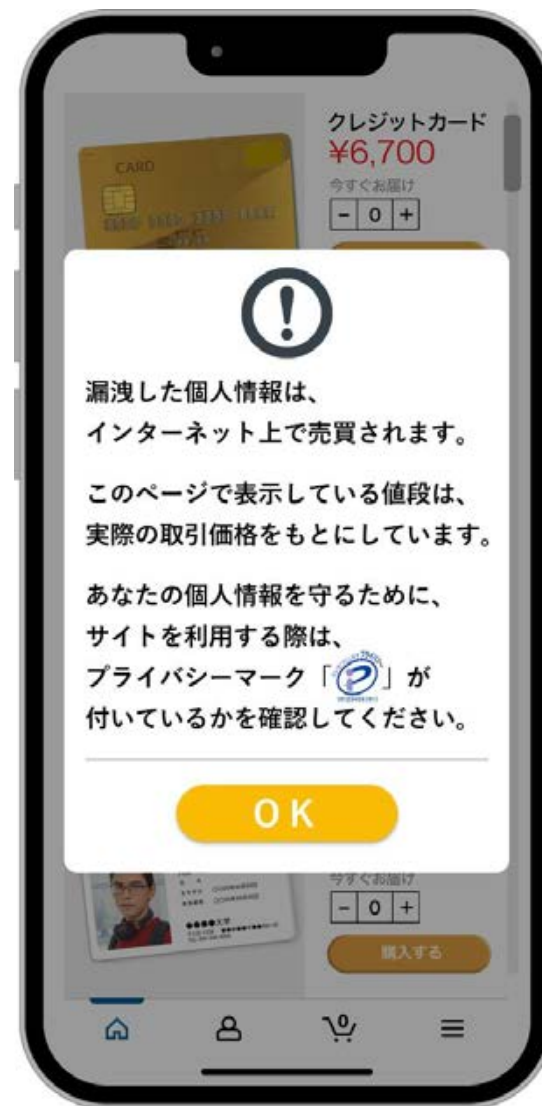 クレジットカード
¥6,700
今すぐお届け
- 0 +
CARD
漏洩した個人情報は、
インターネット上で売買されます。
このページで表示している値段は、
実際の取引価格をもとにしています。
あなたの個人情報を守るために、
サイトを利用する際は、
プライバシーマーク「」が
付いているかを確認してください。
OK
今すぐお届け
- 0 +
購入する
0